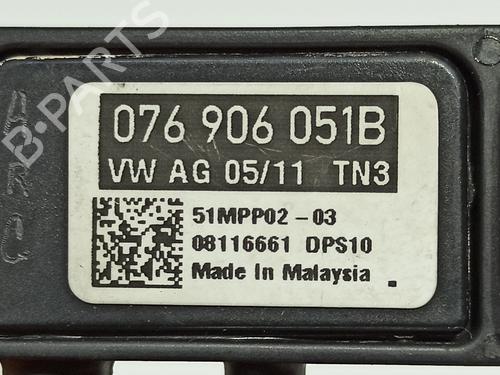 076 906 051B
VW AG 05/11 TN3
51MPP02-03
08116661 DPS10
Made In Malaysia .
B-PARTS